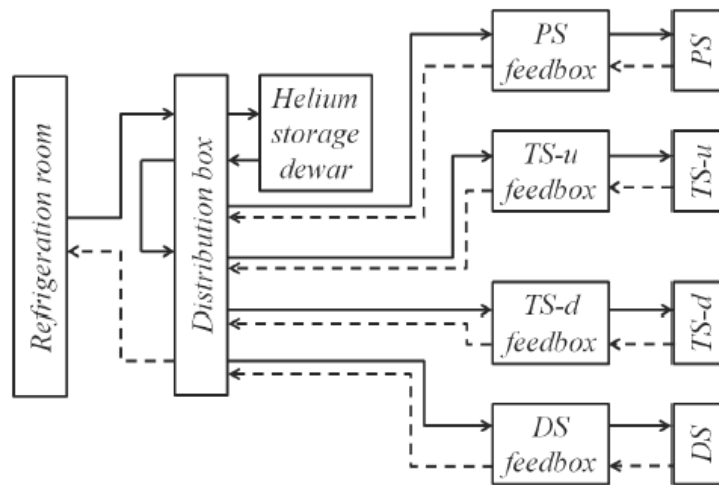 Refrigeration room
Distribution box
Helium
storage
dewar
PS
feedbox
PS
TS-u
feedbox
TS-u
TS-d
feedbox
TS-d
DS
feedbox
DS